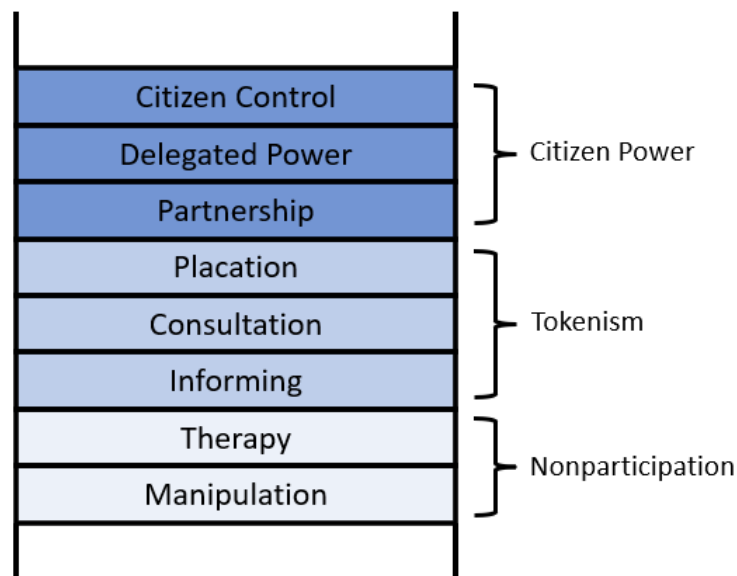 Citizen Control
Delegated Power
Partnership
Placation
Consultation
Informing
Therapy
Manipulation
Citizen Power
Tokenism
Nonparticipation